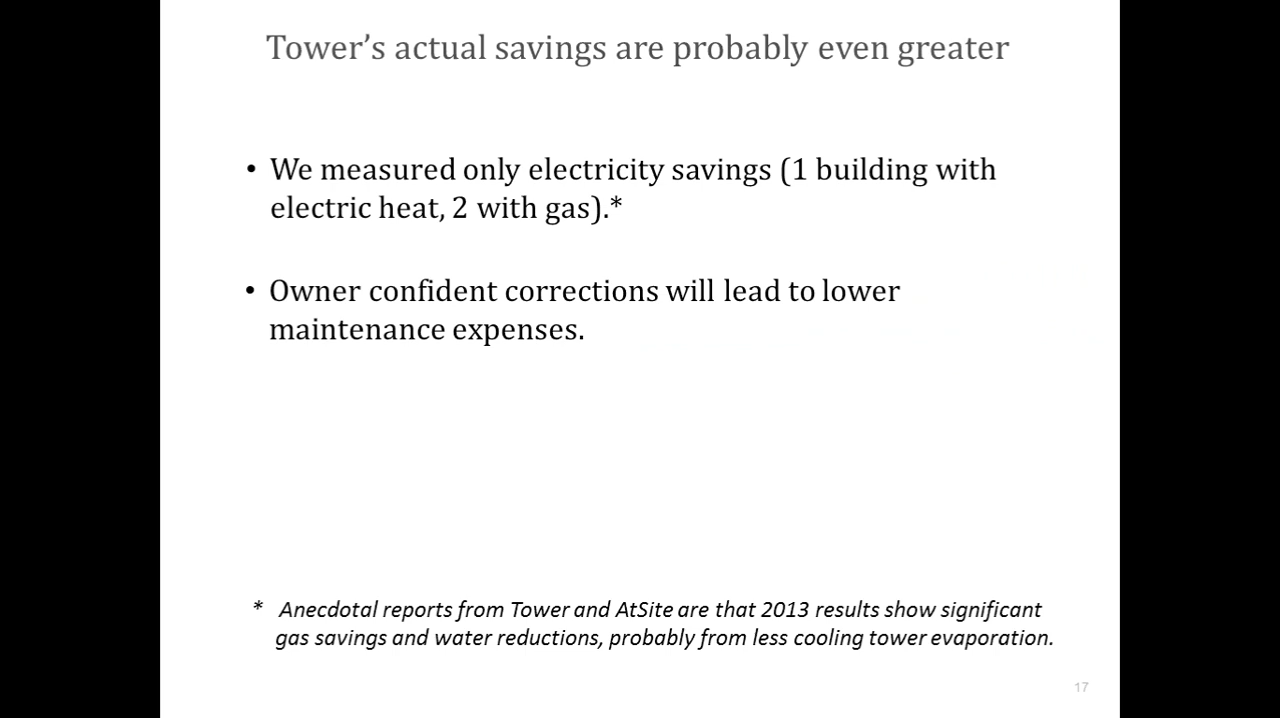 Tower’s actual savings are probably even greater
• We measured only electricity savings (1 building with
electric heat, 2 with gas).*
• Owner confident corrections will lead to lower
maintenance expenses.
* Anecdotal reports from Tower and AtSite are that 2013 results show significant
gas savings and water reductions, probably from less cooling tower evaporation.
17